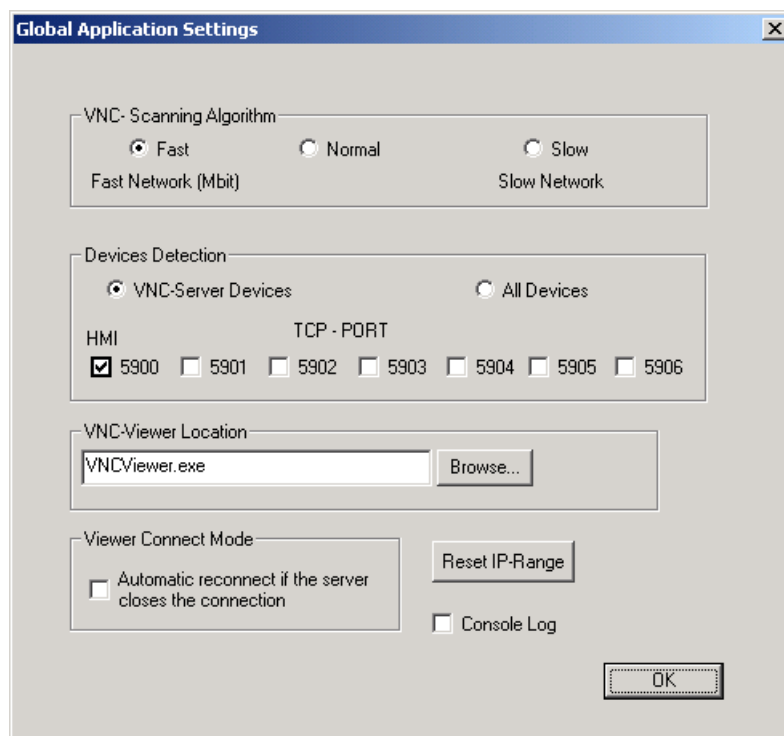 Global Application Settings
VNC- Scanning Algorithm
Fast Normal Slow
Fast Network (Mbit) Slow Network
Devices Detection
VNC-Server Devices All Devices
HMI TCP - PORT
5900 5901 5902 5903 5904 5905 5906
VNC-Viewer Location
VNCViewer.exe Browse...
Viewer Connect Mode
Automatic reconnect if the server
closes the connection
Reset IP-Range
Console Log
OK